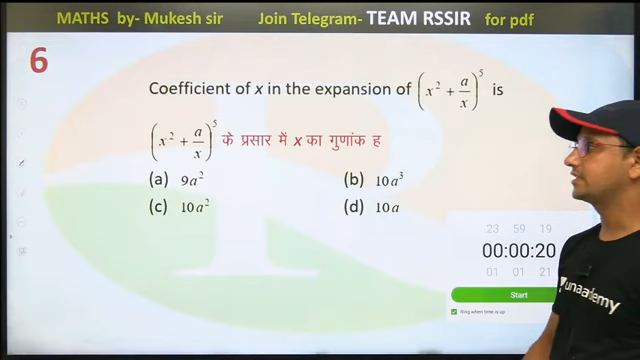 MATHS by- Mukesh sir Join Telegram- TEAM RSSIR for pdf
6
Coefficient of x in the expansion of (x² + a/x)⁵ is
(x² + a/x)⁵ के प्रसार में x का गुणांक ह
(a) 9a² (b) 10a³
(c) 10a² (d) 10a
23 59 19
00:00:20
01 01 21
Start
Ring when time is up
unacademy